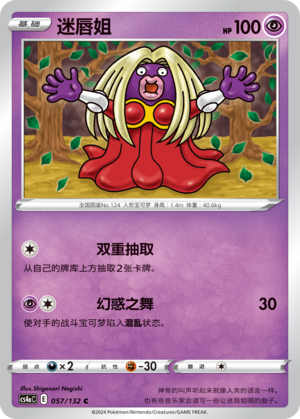 基础 迷唇姐 HP 100
全国图鉴No.124 人形宝可梦 身高:1.4m 体重:40.6kg
双重抽取
从自己的牌库上方抽取2张卡牌。
幻惑之舞 30
使对手的战斗宝可梦陷入混乱状态。
弱点 ×2 抗性 -30 撤退
Illus. Shigenori Negishi
CS4aC E 057/132 C
神奇的叫声听起来就像人类的语言一样。
也有些音乐家会谱写一些让迷唇姐唱的曲子。
©2024 Pokémon/Nintendo/Creatures/GAME FREAK.